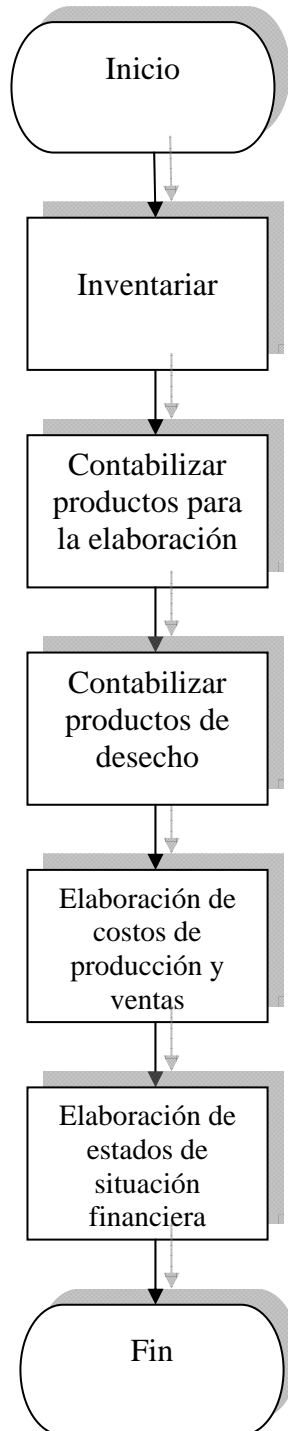 Inicio
Inventariar
Contabilizar
productos para
la elaboración
Contabilizar
productos de
desecho
Elaboración de
costos de
producción y
ventas
Elaboración de
estados de
situación
financiera
Fin